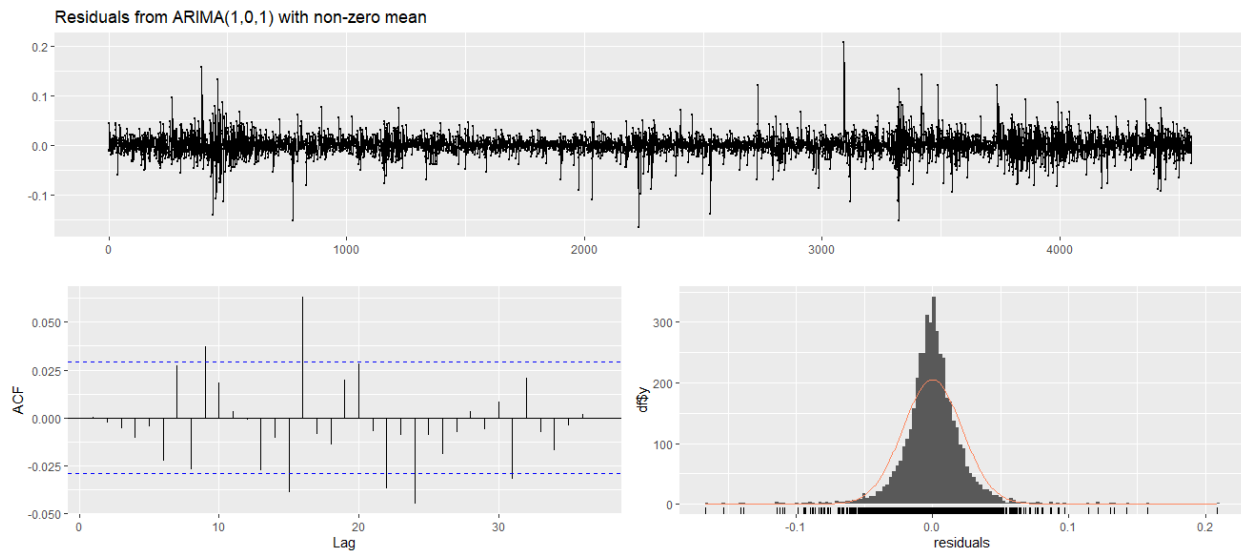 Residuals from ARIMA(1,0,1) with non-zero mean
0.2
0.1
0.0
-0.1
0 1000 2000 3000 4000
0.050
0.025
0.000
-0.025
-0.050
ACF
0 10 20 30
Lag
300
200
100
0
df$y
-0.1 0.0 0.1 0.2
residuals